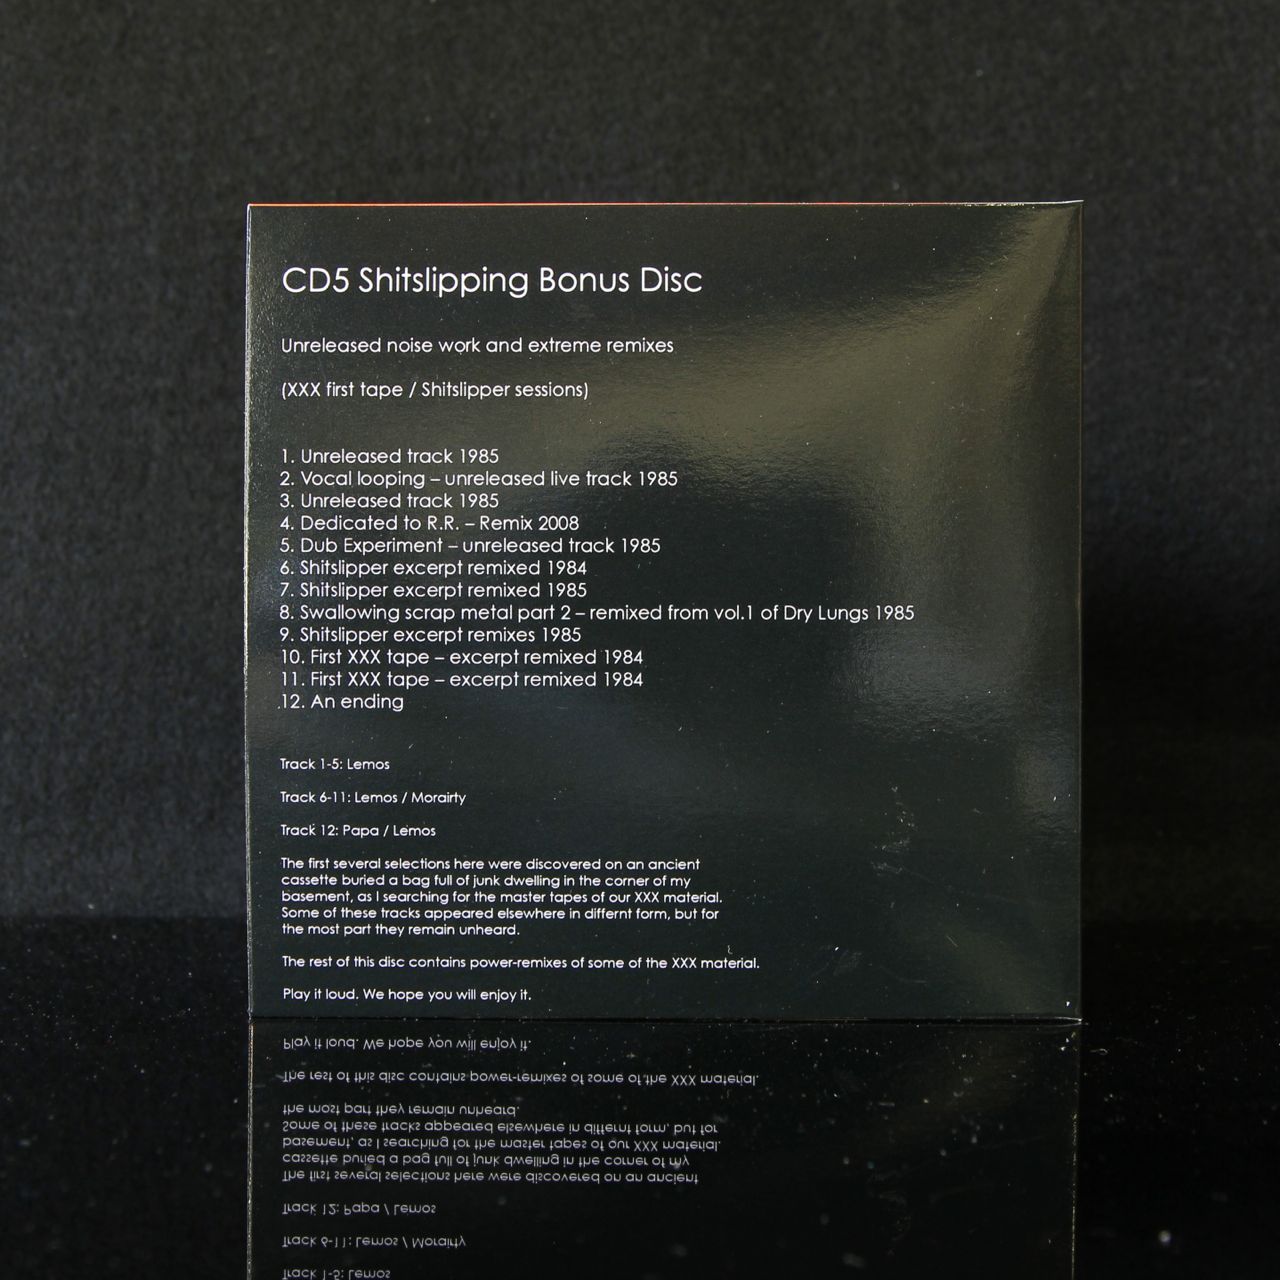 CD5 Shitslipping Bonus Disc
Unreleased noise work and extreme remixes
(XXX first tape / Shitslipper sessions)
1. Unreleased track 1985
2. Vocal looping – unreleased live track 1985
3. Unreleased track 1985
4. Dedicated to R.R. – Remix 2008
5. Dub Experiment – unreleased track 1985
6. Shitslipper excerpt remixed 1984
7. Shitslipper excerpt remixed 1985
8. Swallowing scrap metal part 2 – remixed from vol.1 of Dry Lungs 1985
9. Shitslipper excerpt remixes 1985
10. First XXX tape – excerpt remixed 1984
11. First XXX tape – excerpt remixed 1984
12. An ending
Track 1-5: Lemos
Track 6-11: Lemos / Morairty
Track 12: Papa / Lemos
The first several selections here were discovered on an ancient
cassette buried a bag full of junk dwelling in the corner of my
basement, as I searching for the master tapes of our XXX material.
Some of these tracks appeared elsewhere in differnt form, but for
the most part they remain unheard.
The rest of this disc contains power-remixes of some of the XXX material.
Play it loud. We hope you will enjoy it.